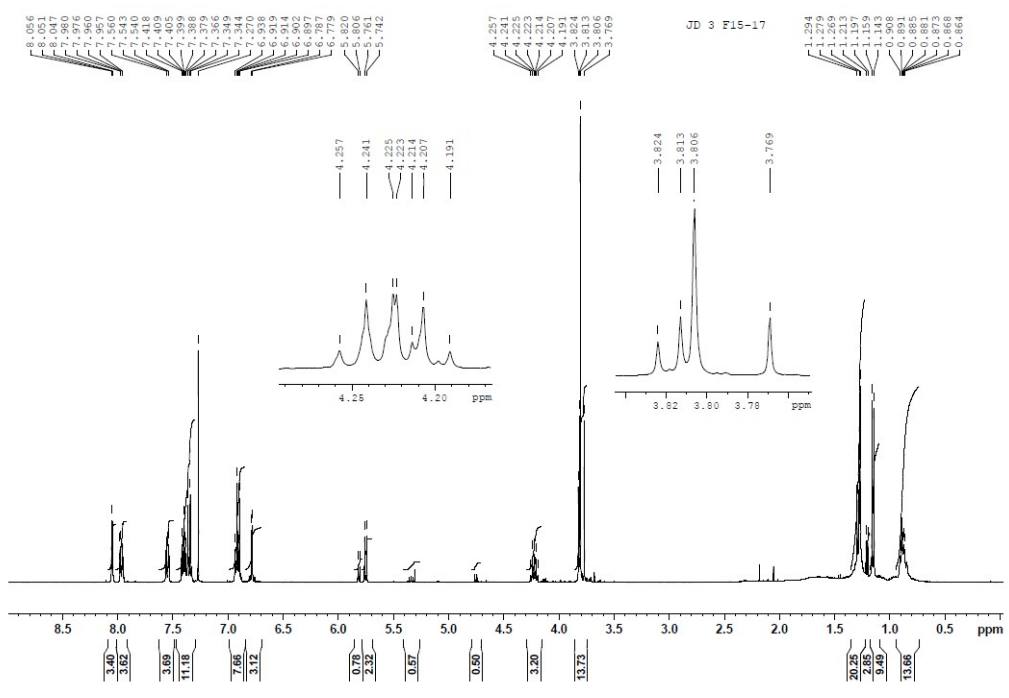 8.056 8.051 8.047 7.980 7.976 7.960 7.957 7.560 7.543 7.540 7.418 7.409 7.405 7.399 7.388 7.379 7.366 7.349 7.344 7.270 6.938 6.919 6.914 6.902 6.897 6.787 6.779 5.820 5.806 5.761 5.742
4.257 4.241 4.225 4.223 4.214 4.207 4.191 3.824 3.813 3.806 3.769
JD 3 F15-17
1.294 1.279 1.269 1.213 1.197 1.159 1.143 0.908 0.891 0.885 0.881 0.873 0.868 0.864
4.257 4.241 4.225 4.223 4.214 4.207 4.191
4.25 4.20 ppm
3.824 3.813 3.806 3.769
3.82 3.80 3.78 ppm
8.5 8.0 7.5 7.0 6.5 6.0 5.5 5.0 4.5 4.0 3.5 3.0 2.5 2.0 1.5 1.0 0.5 ppm
3.40 3.62 3.69 11.18 7.66 3.12 0.78 2.32 0.57 0.50 3.20 13.73 20.25 2.85 9.49 13.66